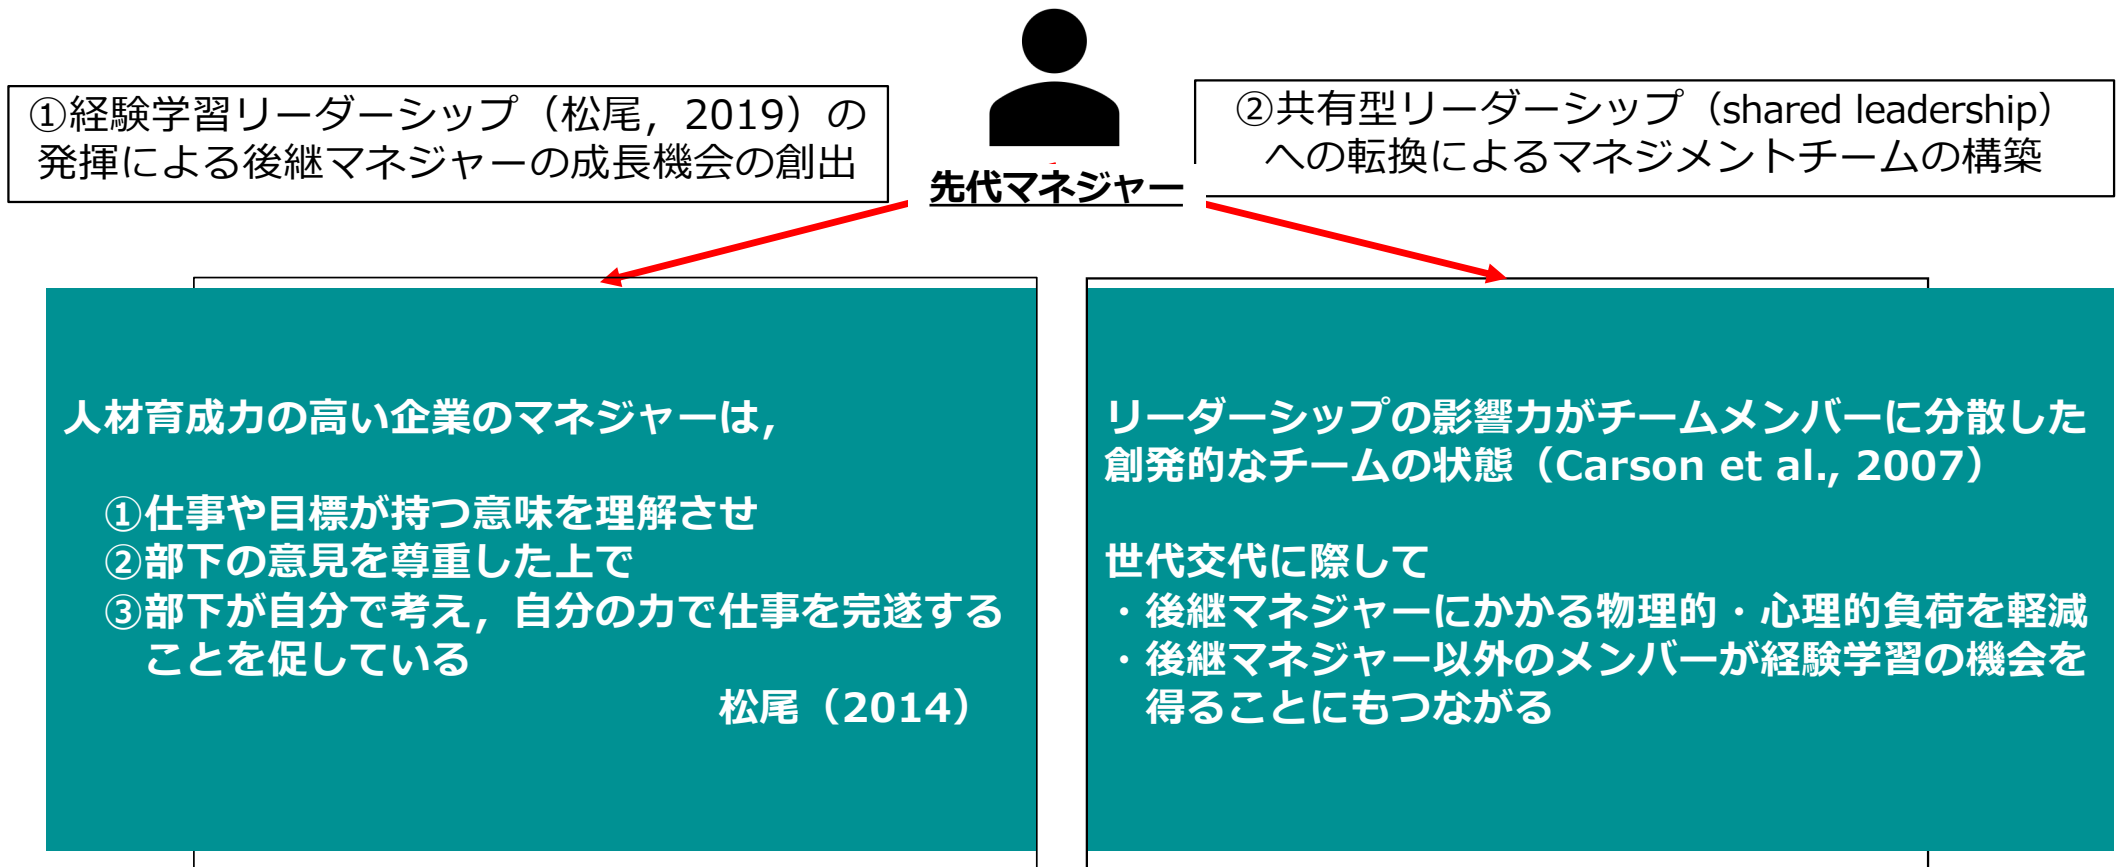 ①経験学習リーダーシップ（松尾，2019）の
発揮による後継マネジャーの成長機会の創出
先代マネジャー
②共有型リーダーシップ（shared leadership）
への転換によるマネジメントチームの構築
人材育成力の高い企業のマネジャーは，
①仕事や目標が持つ意味を理解させ
②部下の意見を尊重した上で
③部下が自分で考え，自分の力で仕事を完遂する
ことを促している
松尾（2014）
リーダーシップの影響力がチームメンバーに分散した
創発的なチームの状態（Carson et al., 2007）
世代交代に際して
・後継マネジャーにかかる物理的・心理的負荷を軽減
・後継マネジャー以外のメンバーが経験学習の機会を
得ることにもつながる